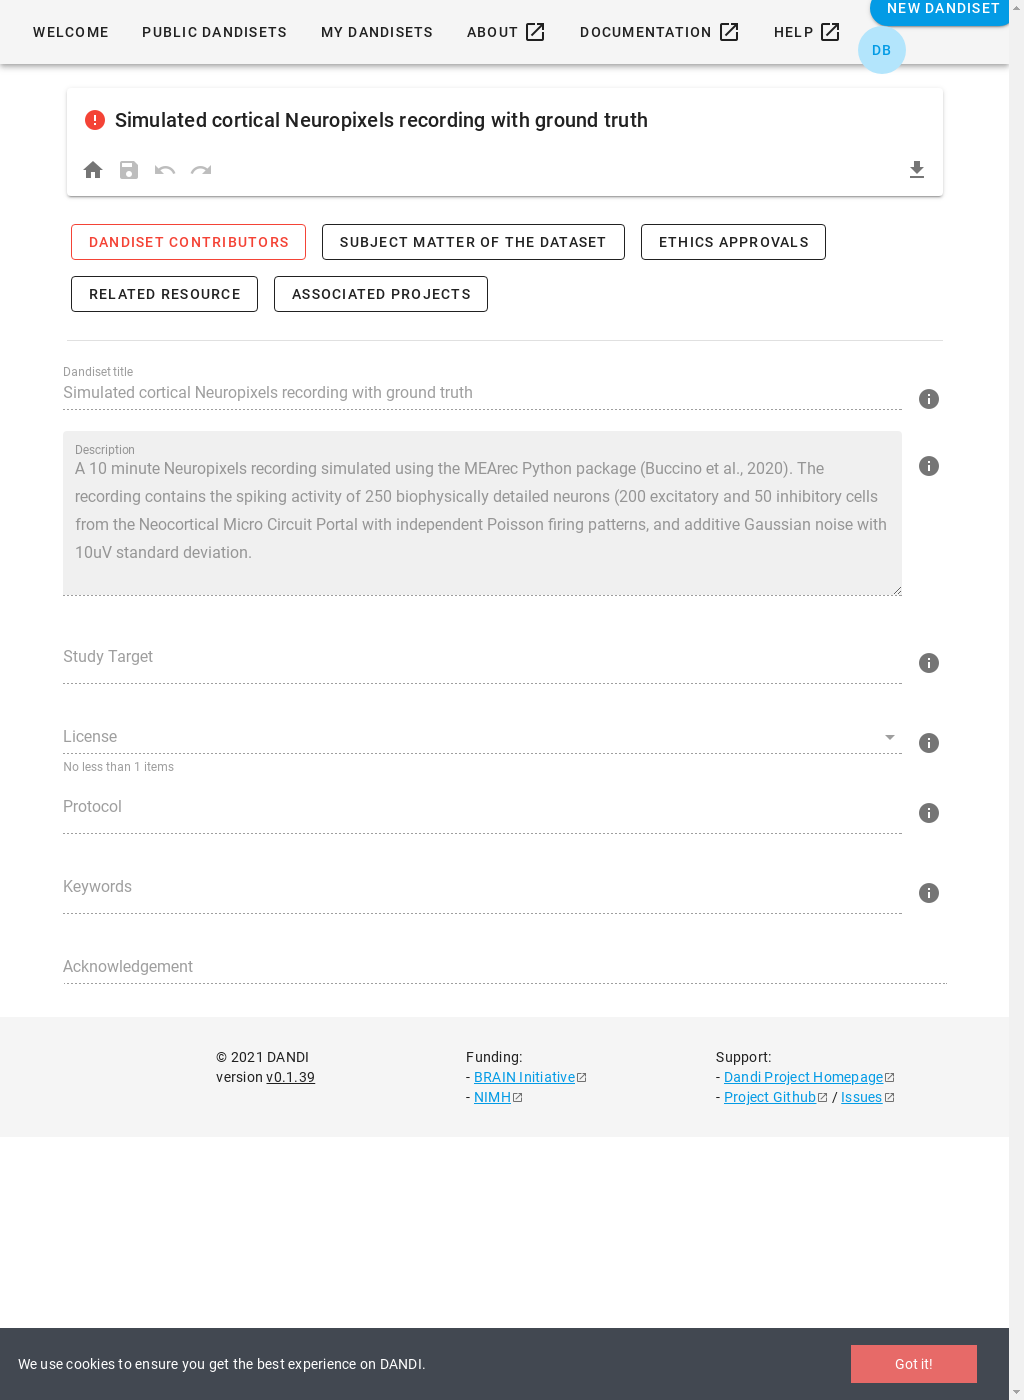 WELCOME PUBLIC DANDISETS MY DANDISETS ABOUT DOCUMENTATION HELP NEW DANDISET
DB
Simulated cortical Neuropixels recording with ground truth
DANDISET CONTRIBUTORS SUBJECT MATTER OF THE DATASET ETHICS APPROVALS
RELATED RESOURCE ASSOCIATED PROJECTS
Dandiset title
Simulated cortical Neuropixels recording with ground truth
Description
A 10 minute Neuropixels recording simulated using the MEArec Python package (Buccino et al., 2020). The
recording contains the spiking activity of 250 biophysically detailed neurons (200 excitatory and 50 inhibitory cells
from the Neocortical Micro Circuit Portal with independent Poisson firing patterns, and additive Gaussian noise with
10uV standard deviation.
Study Target
License
No less than 1 items
Protocol
Keywords
Acknowledgement
© 2021 DANDI
version v0.1.39
Funding:
- BRAIN Initiative
- NIMH
Support:
- Dandi Project Homepage
- Project Github / Issues
We use cookies to ensure you get the best experience on DANDI.
Got it!